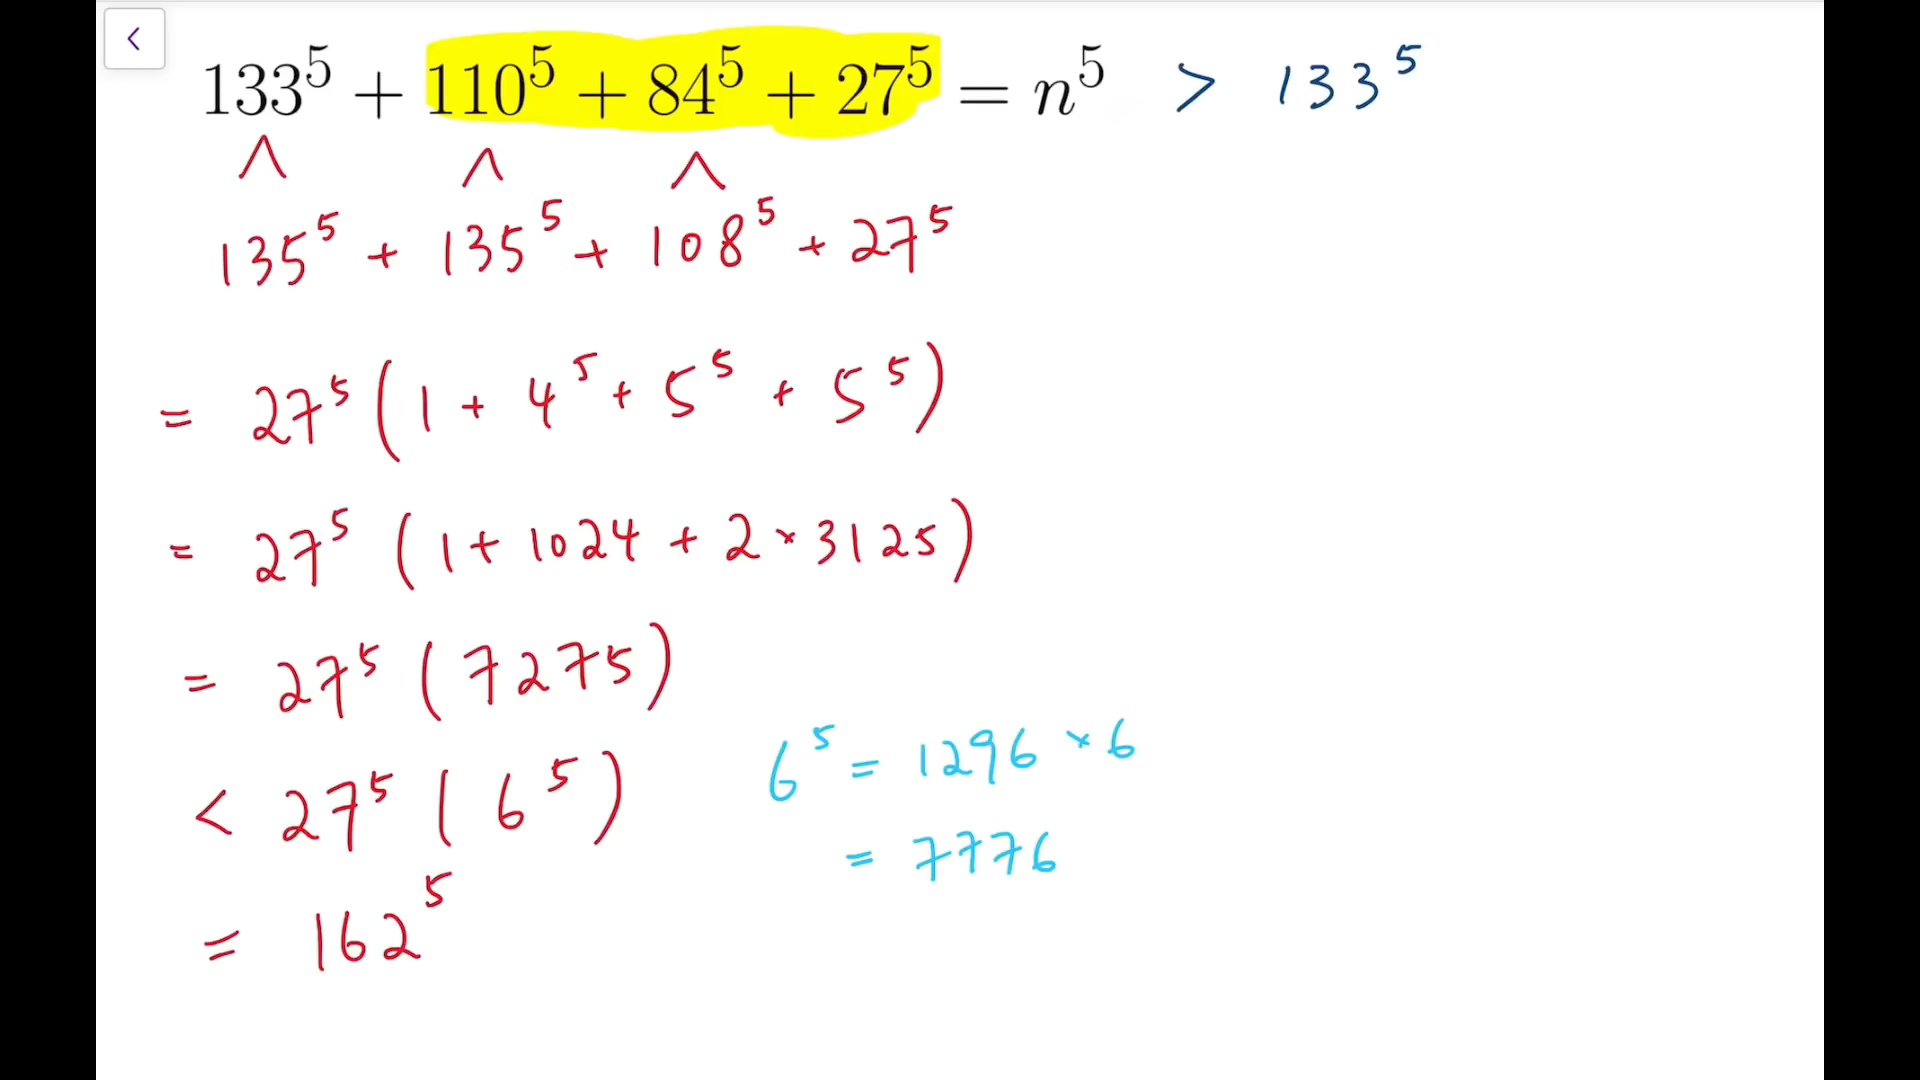 133⁵ + 110⁵ + 84⁵ + 27⁵ = n⁵ > 133⁵
∧ ∧ ∧
135⁵ + 135⁵ + 108⁵ + 27⁵
= 27⁵ (1 + 4⁵ + 5⁵ + 5⁵)
= 27⁵ (1 + 1024 + 2 × 3125)
= 27⁵ (7275)
< 27⁵ (6⁵)
= 162⁵
6⁵ = 1296 × 6
= 7776